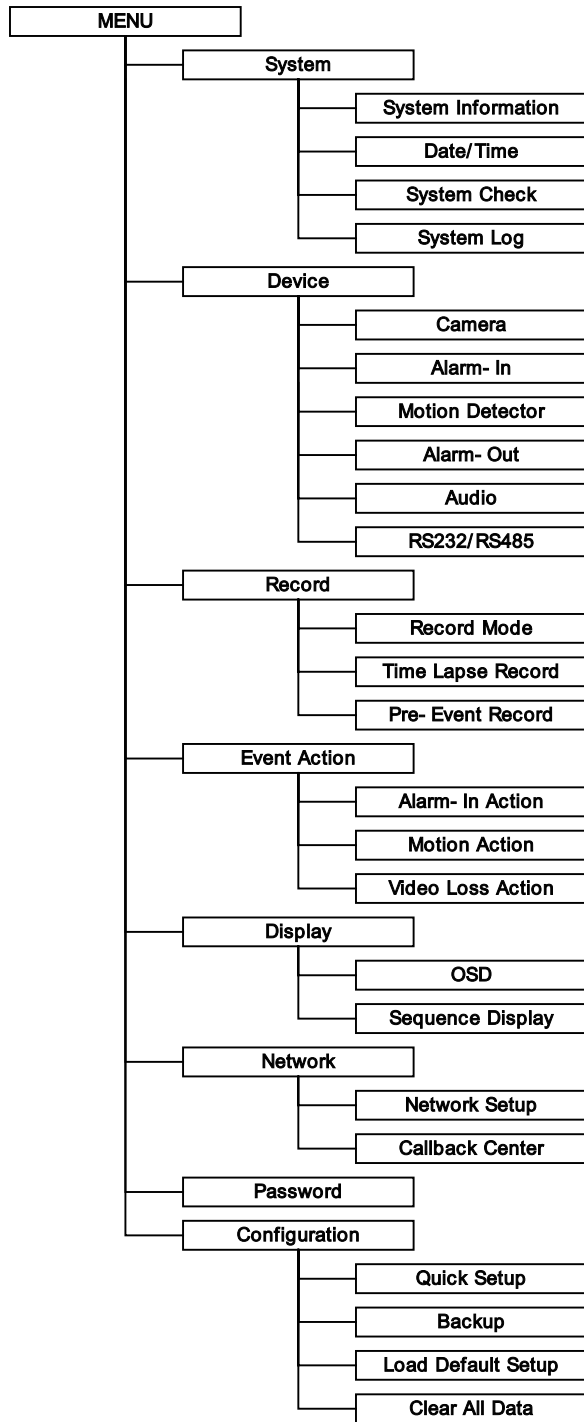 MENU
System
System Information
Date/Time
System Check
System Log
Device
Camera
Alarm- In
Motion Detector
Alarm- Out
Audio
RS232/RS485
Record
Record Mode
Time Lapse Record
Pre- Event Record
Event Action
Alarm- In Action
Motion Action
Video Loss Action
Display
OSD
Sequence Display
Network
Network Setup
Callback Center
Password
Configuration
Quick Setup
Backup
Load Default Setup
Clear All Data